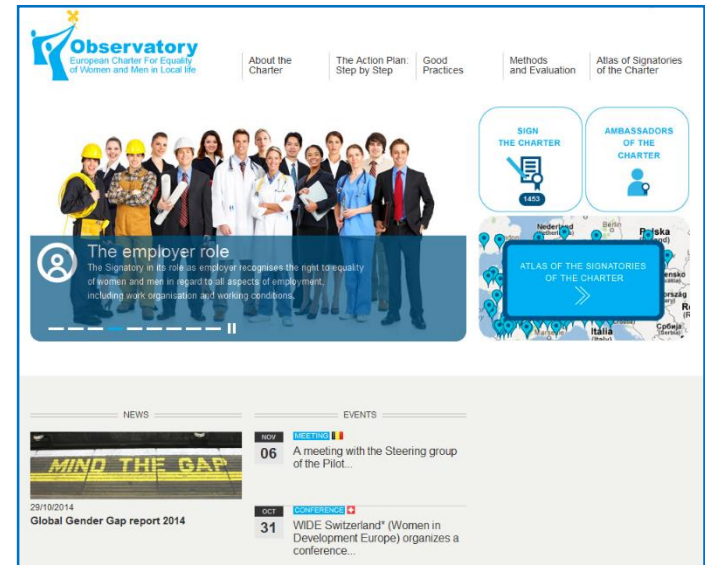 Observatory
European Charter For Equality
of Women and Men in Local life
About the
Charter
The Action Plan:
Step by Step
Good
Practices
Methods
and Evaluation
Atlas of Signatories
of the Charter
SIGN
THE CHARTER
1453
AMBASSADORS
OF THE
CHARTER
The employer role
The Signatory in its role as employer recognises the right to equality
of women and men in regard to all aspects of employment,
including work organisation and working conditions.
Berlin
ATLAS OF THE SIGNATORIES
OF THE CHARTER
Italia
(Italy)
Србија
(Serbia)
NEWS
MIND THE GAP
29/10/2014
Global Gender Gap report 2014
EVENTS
NOV
06
MEETING
A meeting with the Steering group
of the Pilot...
OCT
31
CONFERENCE
WIDE Switzerland* (Women in
Development Europe) organizes a
conference...